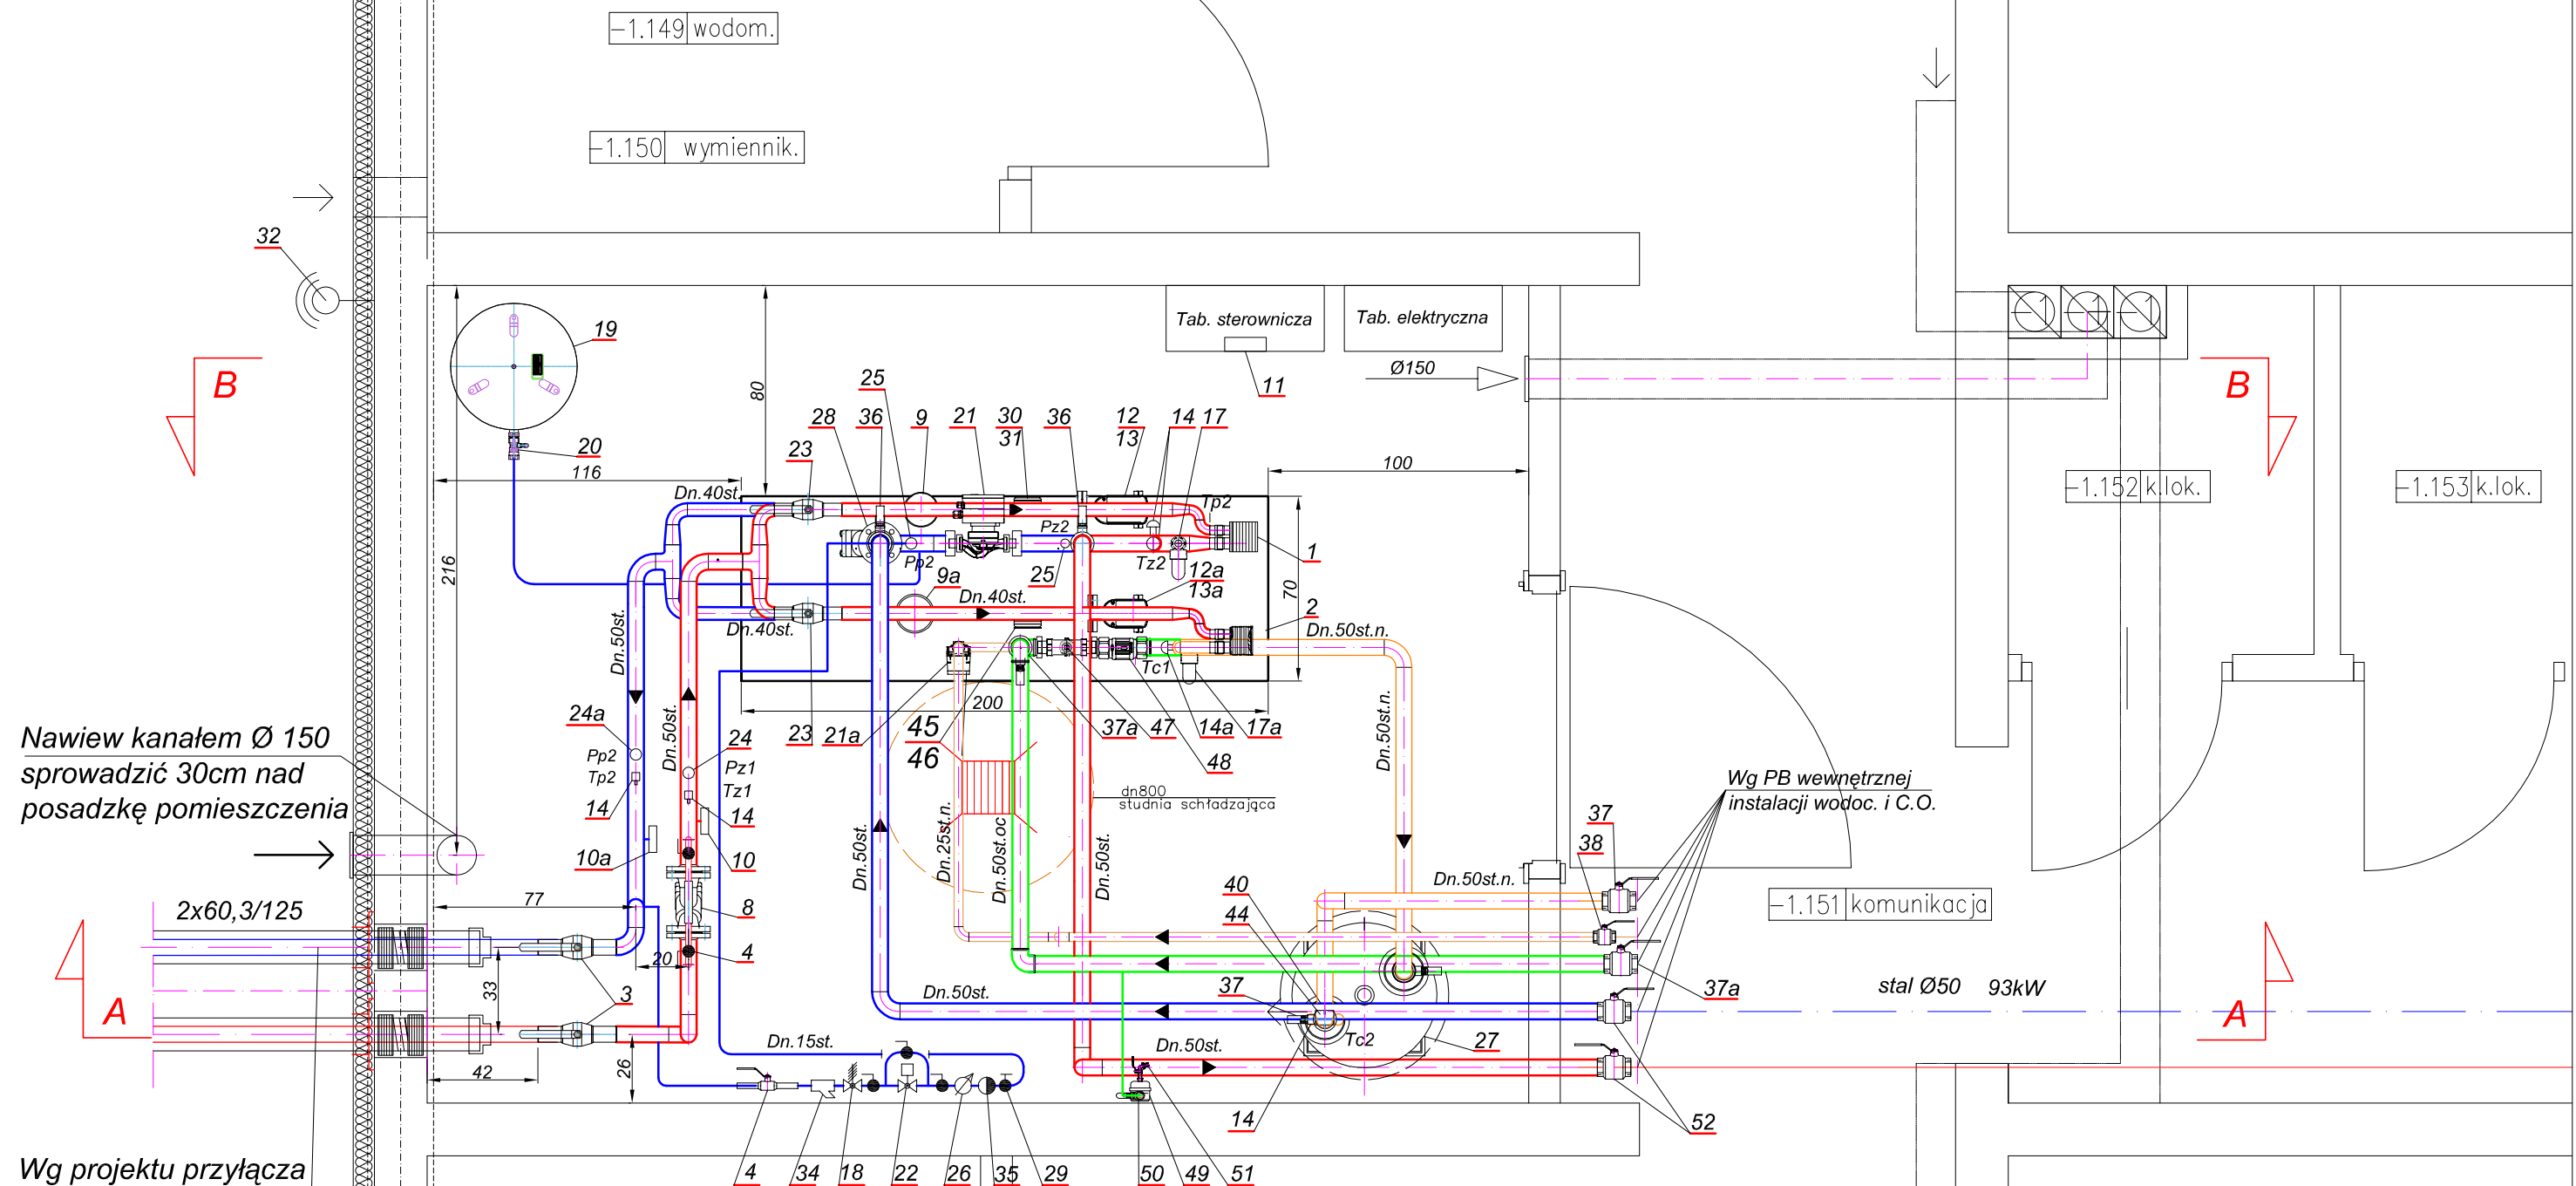 -1.149 wodom.
-1.150 wymiennik.
32
19
Tab. sterownicza
Tab. elektryczna
11
Ø150
B
B
80
216
25
28
36
9
21
30
31
36
12
13
14
17
23
20
116
100
-1.152 k.lok.
-1.153 k.lok.
Dn.40st.
Tp2
Pz2
Pp2
Tz2
1
25
9a
12a
13a
70
2
Dn.40st.
Dn.40st.
Dn.50st.n.
Dn.50st.
Tc1
200
Dn.50st.
Dn.50st.n.
24a
23
21a
45
46
37a
47
14a
17a
48
Nawiew kanałem Ø 150
sprowadzić 30cm nad
posadzkę pomieszczenia
Pp2
Tp2
14
24
Pz1
Tz1
14
dn800
studnia schładzająca
Wg PB wewnętrznej
instalacji wodoc. i C.O.
37
38
10a
10
Dn.50st.
Dn.25st.n.
Dn.50st.oc
Dn.50st.
40
44
Dn.50st.n.
-1.151 komunikacja
2x60,3/125
77
8
4
20
33
3
Dn.50st.
37
37a
stal Ø50 93kW
A
A
Dn.15st.
Dn.50st.
Tc2
27
42
26
14
52
Wg projektu przyłącza
4
34
18
22
26
35
29
50
49
51
1
1
1